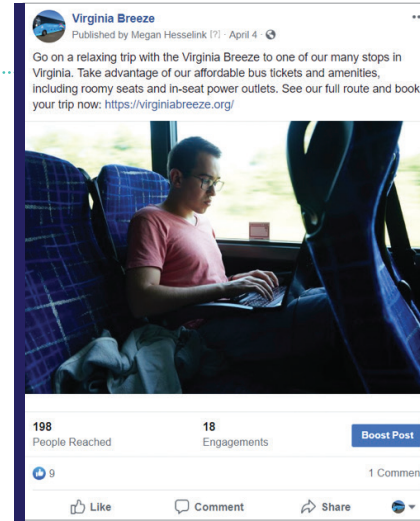 Virginia Breeze
Published by Megan Hesselink [?] · April 4 ·
Go on a relaxing trip with the Virginia Breeze to one of our many stops in
Virginia. Take advantage of our affordable bus tickets and amenities,
including roomy seats and in-seat power outlets. See our full route and book
your trip now: https://virginiabreeze.org/
198
18
People Reached
Engagements
Boost Post
9
1 Commen
Like
Comment
Share